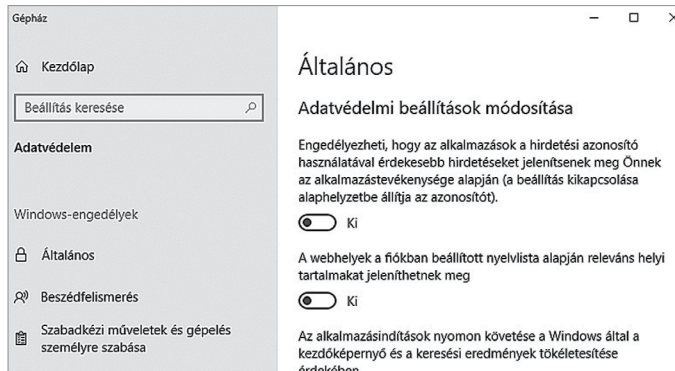 Gépház
Kezdőlap
Beállítás keresése
Adatvédelem
Windows-engedélyek
Általános
Beszédfelismerés
Szabadkézi műveletek és gépelés
személyre szabása
Általános
Adatvédelmi beállítások módosítása
Engedélyezheti, hogy az alkalmazások a hirdetési azonosító
használatával érdekesebb hirdetéseket jelenítsenek meg Önnek
az alkalmazástevékenysége alapján (a beállítás kikapcsolása
alaphelyzetbe állítja az azonosítót).
Ki
A webhelyek a fiókban beállított nyelvlista alapján releváns helyi
tartalmakat jeleníthetnek meg
Ki
Az alkalmazásindítások nyomon követése a Windows által a
kezdőképernyő és a keresési eredmények tökéletesítése
érdekében